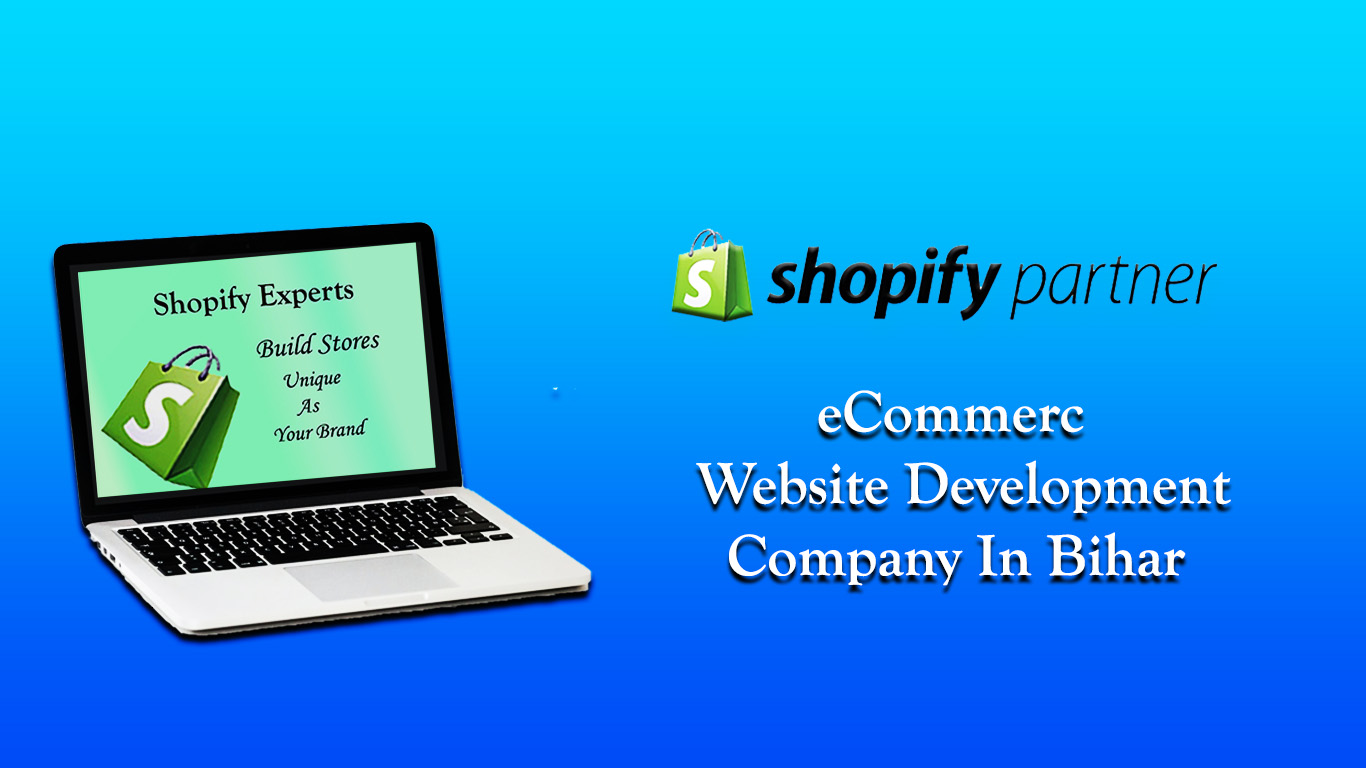 Shopify Experts
Build Stores
Unique
As
Your Brand
S
S shopify partner
eCommerc
Website Development
Company In Bihar